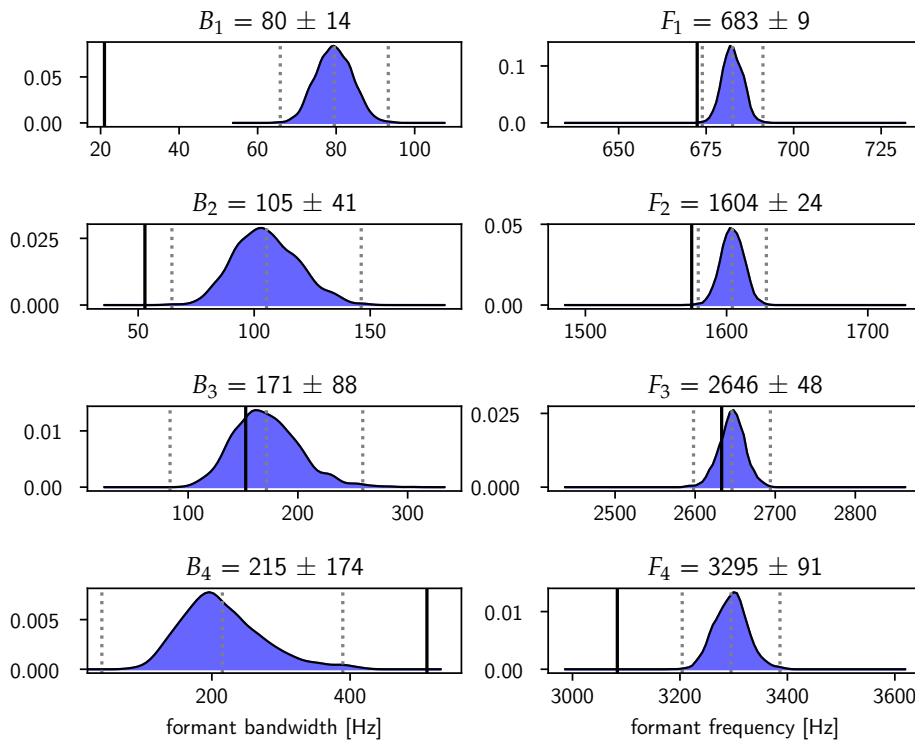 B₁ = 80 ± 14
0.05
0.00
20 40 60 80 100
F₁ = 683 ± 9
0.1
0.0
650 675 700 725
B₂ = 105 ± 41
0.025
0.000
50 100 150
F₂ = 1604 ± 24
0.05
0.00
1500 1600 1700
B₃ = 171 ± 88
0.01
0.00
100 200 300
F₃ = 2646 ± 48
0.025
0.000
2500 2600 2700 2800
B₄ = 215 ± 174
0.005
0.000
200 400
formant bandwidth [Hz]
F₄ = 3295 ± 91
0.01
0.00
3000 3200 3400 3600
formant frequency [Hz]